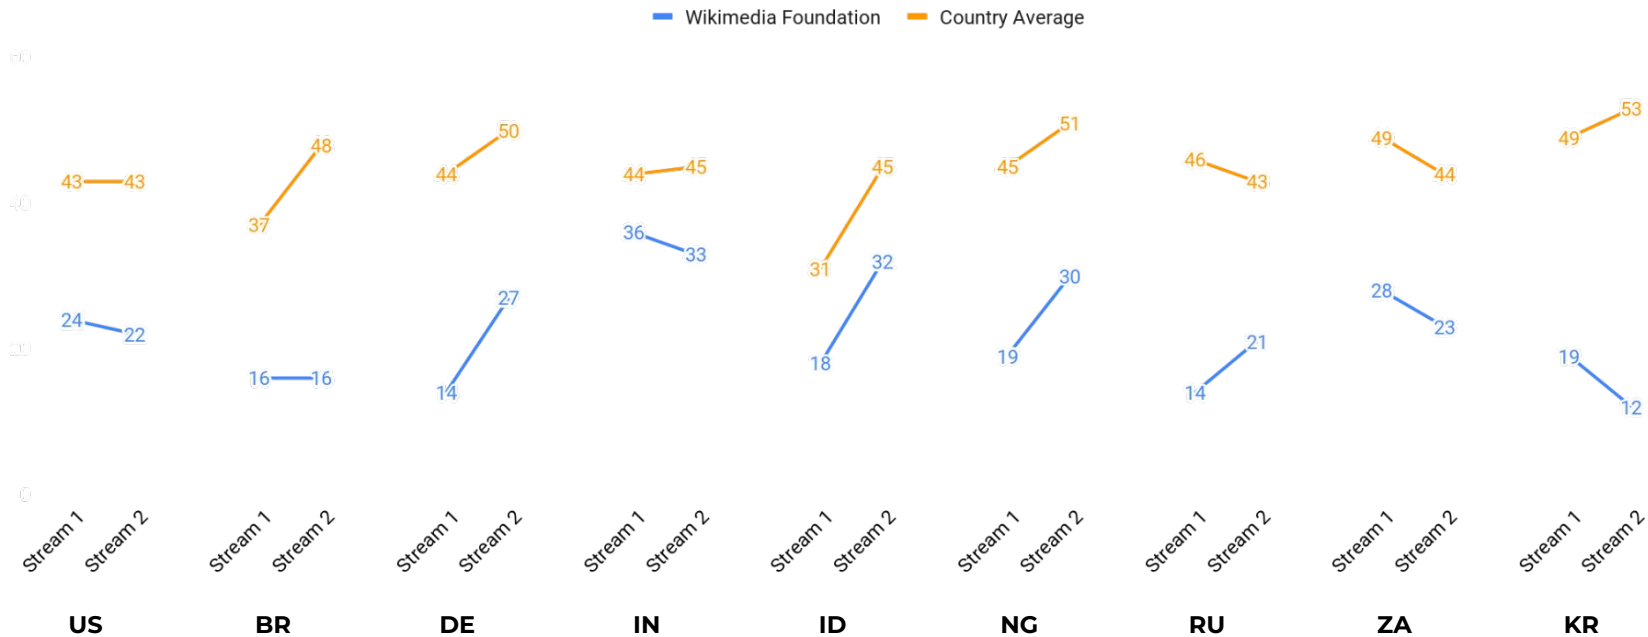 Wikimedia Foundation Country Average
60
40
20
0
43 43 24 22
37 48 16 16
44 50 14 27
44 45 36 33
31 45 18 32
45 51 19 30
46 43 14 21
49 44 28 23
49 53 19 12
Stream 1 Stream 2 Stream 1 Stream 2 Stream 1 Stream 2 Stream 1 Stream 2 Stream 1 Stream 2 Stream 1 Stream 2 Stream 1 Stream 2 Stream 1 Stream 2 Stream 1 Stream 2
US BR DE IN ID NG RU ZA KR